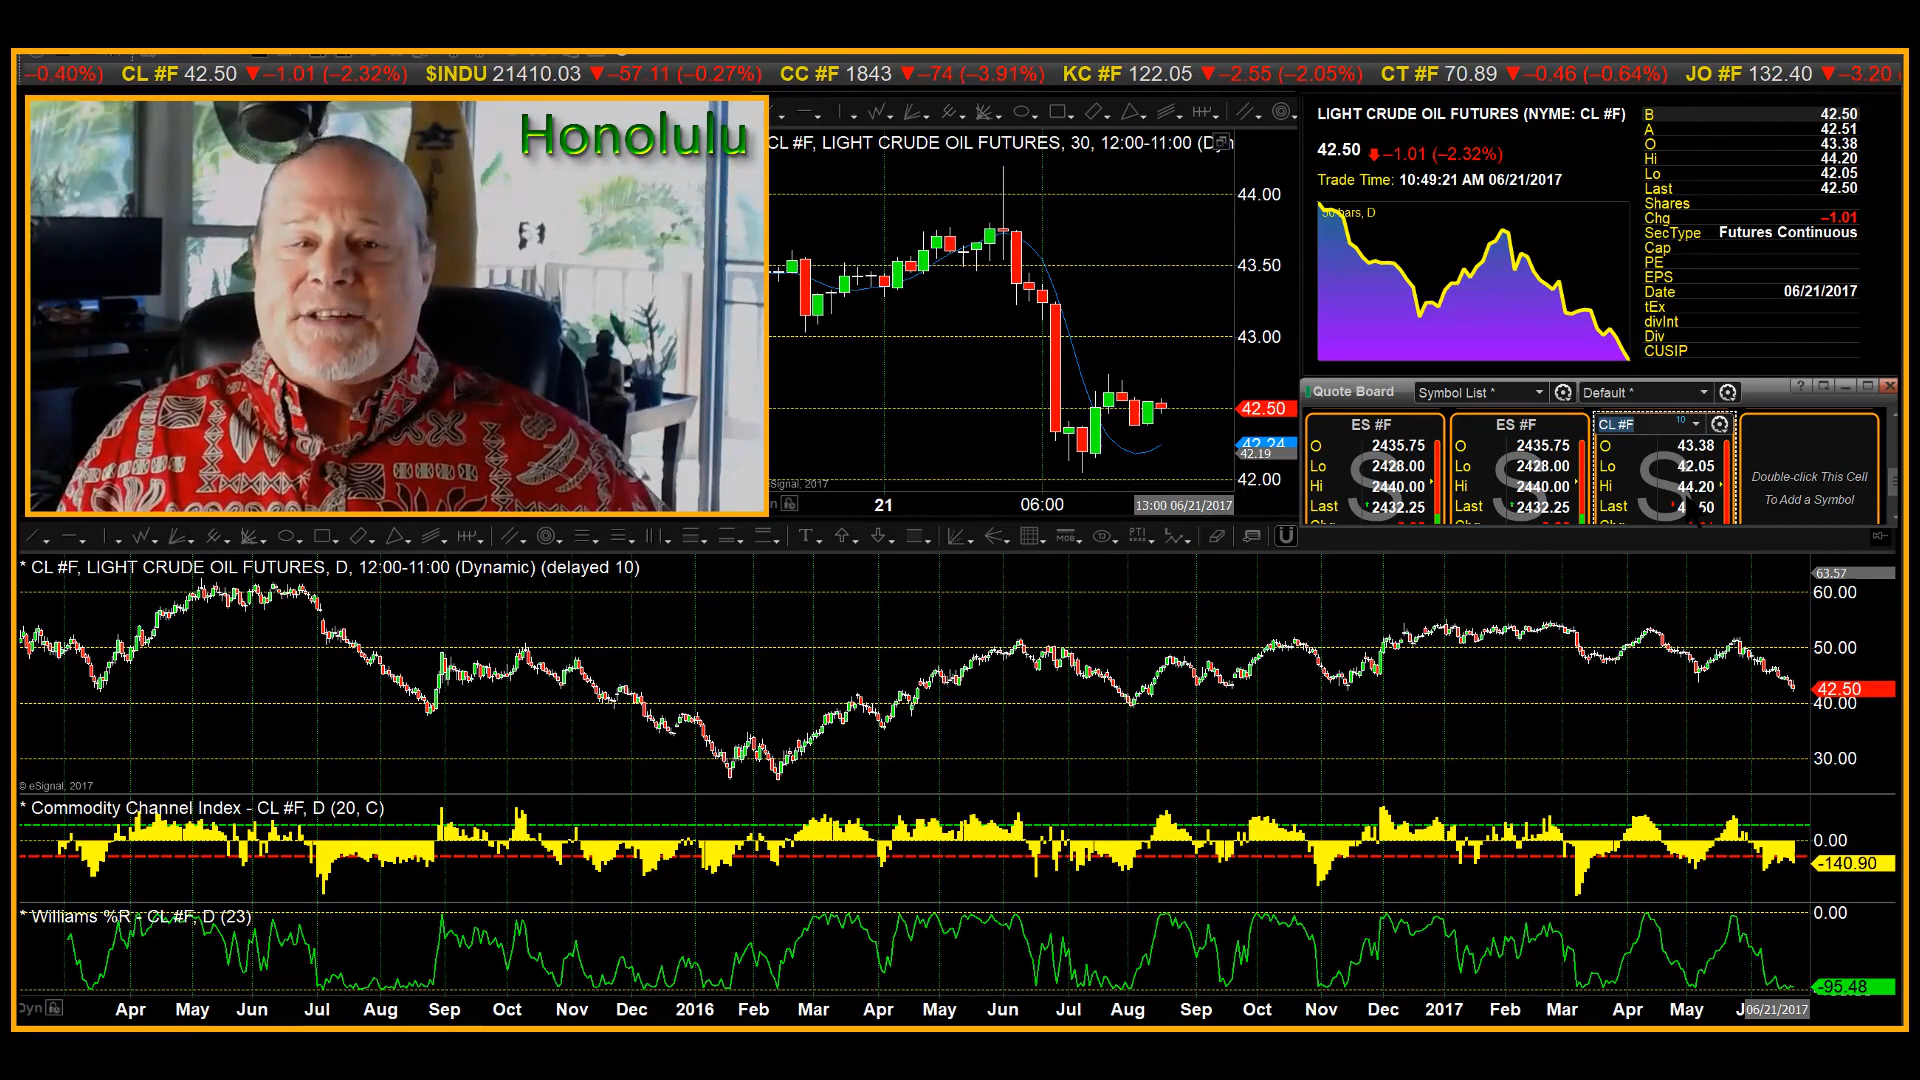 –0.40%) CL #F 42.50 ▼–1.01 (–2.32%) $INDU 21410.03 ▼–57.11 (–0.27%) CC #F 1843 ▼–74 (–3.91%) KC #F 122.05 ▼–2.55 (–2.05%) CT #F 70.89 ▼–0.46 (–0.64%) JO #F 132.40 ▼–3.20
Honolulu
CL #F, LIGHT CRUDE OIL FUTURES, 30, 12:00-11:00
44.00
43.50
43.00
42.50
42.24
42.19
42.00
eSignal, 2017
21 06:00 13:00 06/21/2017
LIGHT CRUDE OIL FUTURES (NYME: CL #F)
42.50 –1.01 (–2.32%)
Trade Time: 10:49:21 AM 06/21/2017
bars, D
B 42.50
A 42.51
O 43.38
Hi 44.20
Lo 42.05
Last 42.50
Shares
Chg –1.01
SecType Futures Continuous
Cap
PE
EPS
Date 06/21/2017
tEx
divInt
Div
CUSIP
Quote Board Symbol List * Default *
ES #F
O 2435.75
Lo 2428.00
Hi 2440.00
Last 2432.25
ES #F
O 2435.75
Lo 2428.00
Hi 2440.00
Last 2432.25
CL #F 10
O 43.38
Lo 42.05
Hi 44.20
Last
Double-click This Cell
To Add a Symbol
T MOB PTI U
* CL #F, LIGHT CRUDE OIL FUTURES, D, 12:00-11:00 (Dynamic) (delayed 10)
63.57
60.00
50.00
42.50
40.00
30.00
© eSignal, 2017
* Commodity Channel Index - CL #F, D (20, C)
0.00
-140.90
* Williams %R - CL #F, D (23)
0.00
-95.48
Dyn Apr May Jun Jul Aug Sep Oct Nov Dec 2016 Feb Mar Apr May Jun Jul Aug Sep Oct Nov Dec 2017 Feb Mar Apr May 06/21/2017